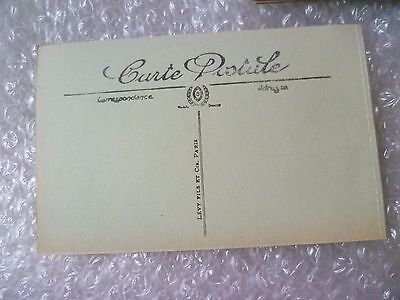 Carte Postale
Correspondance Adresse
LEVY FILS ET Cie, PARIS